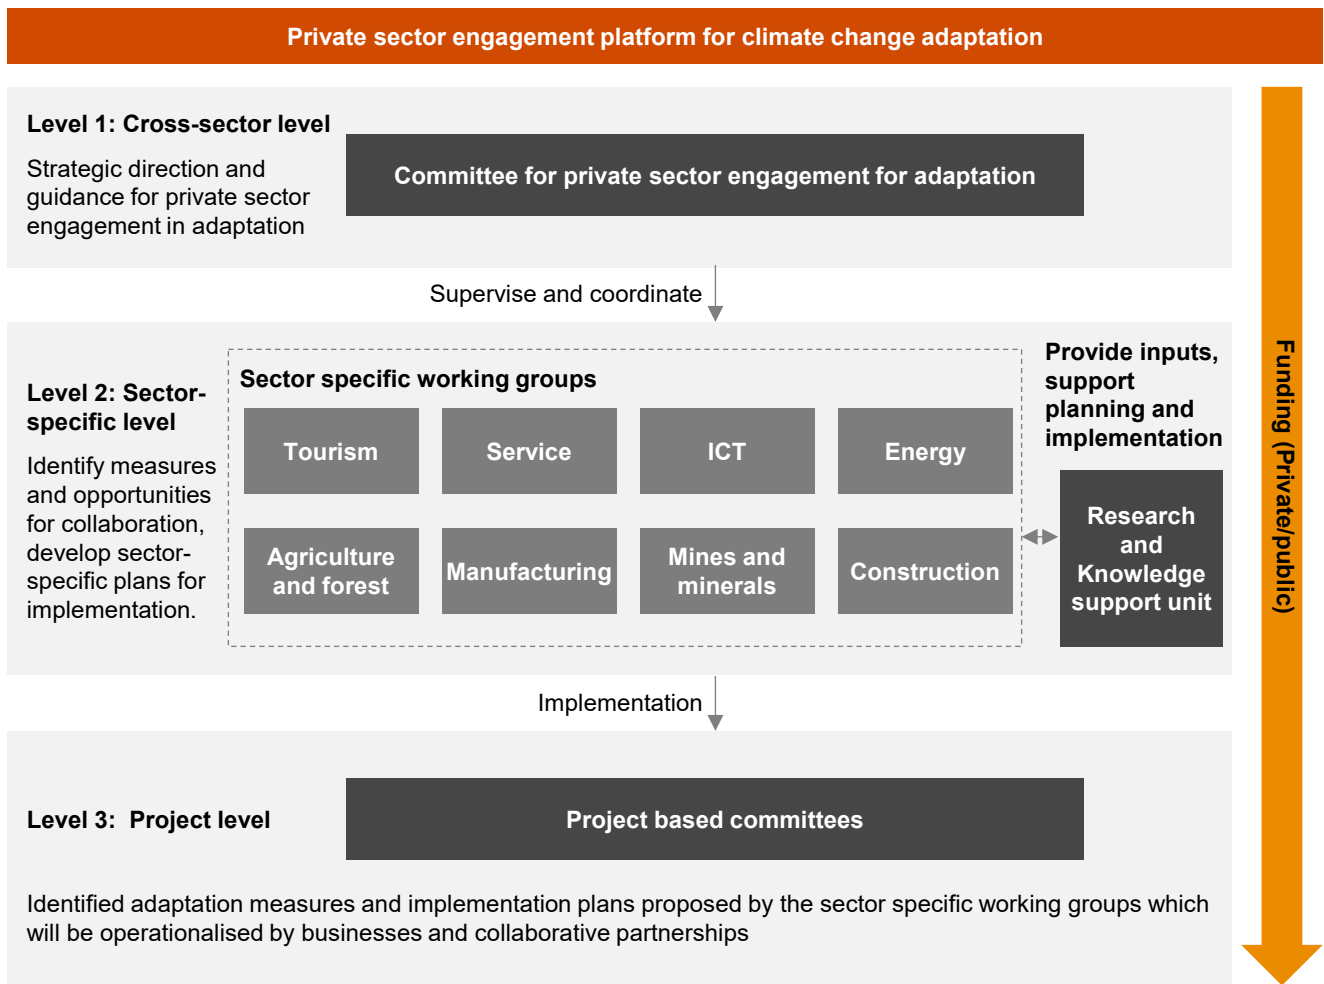 Private sector engagement platform for climate change adaptation
Level 1: Cross-sector level
Strategic direction and
guidance for private sector
engagement in adaptation
Committee for private sector engagement for adaptation
Supervise and coordinate
Level 2: Sector-
specific level
Identify measures
and opportunities
for collaboration,
develop sector-
specific plans for
implementation.
Sector specific working groups
Tourism
Service
ICT
Energy
Agriculture
and forest
Manufacturing
Mines and
minerals
Construction
Provide inputs,
support
planning and
implementation
Research
and
Knowledge
support unit
Implementation
Level 3:  Project level
Project based committees
Identified adaptation measures and implementation plans proposed by the sector specific working groups which
will be operationalised by businesses and collaborative partnerships
Funding (Private/public)